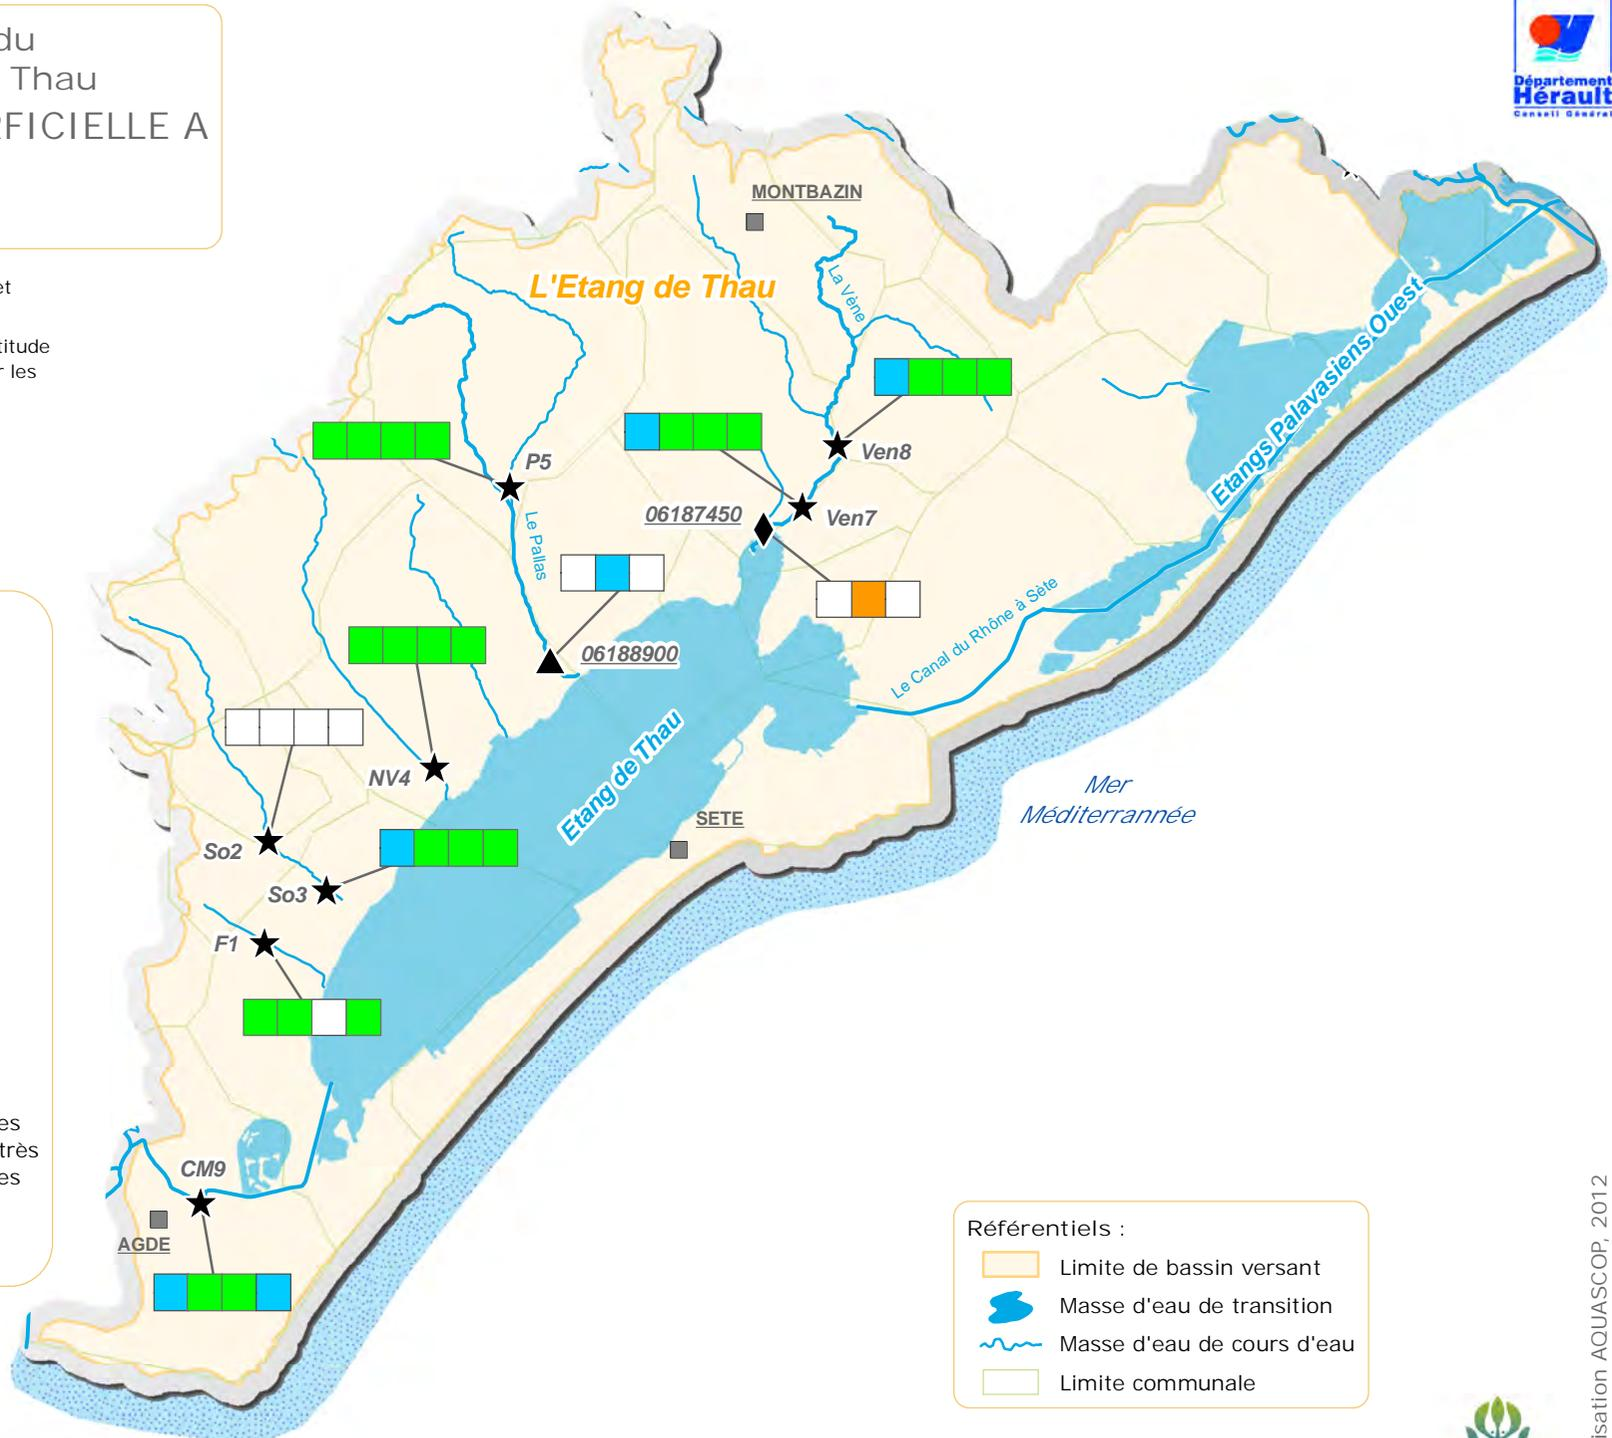 du
Thau
RFICIELLE A
et
titude
r les
es
très
es
Département
Hérault
Conseil Général
MONTBAZIN
L'Etang de Thau
La Vène
Etangs Palavasiens Ouest
P5
Ven8
06187450
Ven7
Le Pallas
06188900
Le Canal du Rhône à Sète
Etang de Thau
NV4
Mer
Méditerrannée
SETE
So2
So3
F1
CM9
AGDE
Référentiels :
Limite de bassin versant
Masse d'eau de transition
Masse d'eau de cours d'eau
Limite communale
isation AQUASCOP, 2012